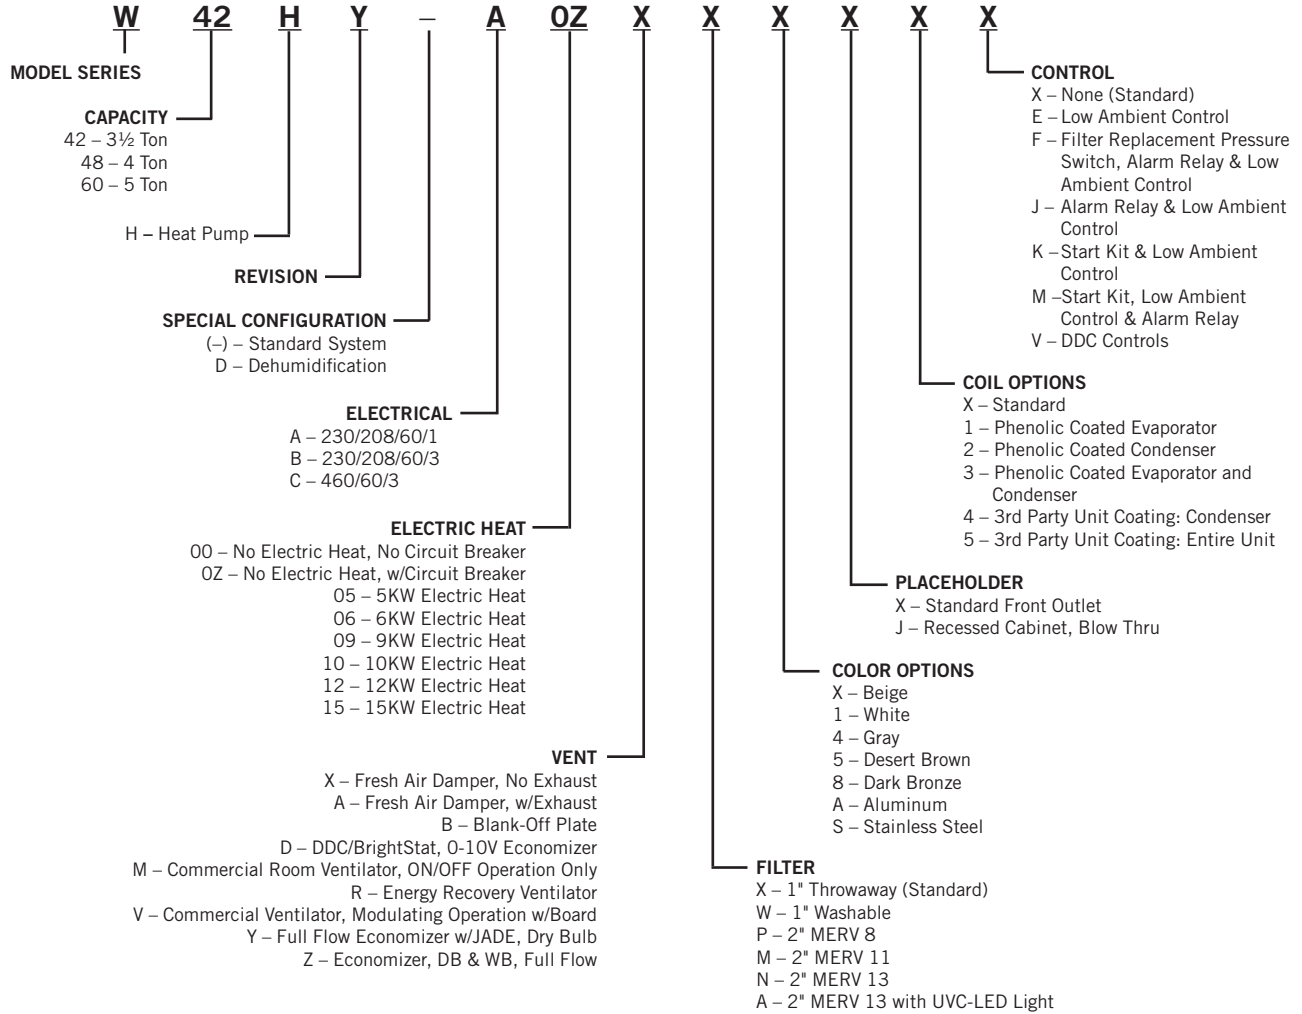 W 42 H Y – A 0Z X X X X X X
MODEL SERIES
CAPACITY
42 – 3½ Ton
48 – 4 Ton
60 – 5 Ton
H – Heat Pump
REVISION
SPECIAL CONFIGURATION
(–) – Standard System
D – Dehumidification
ELECTRICAL
A – 230/208/60/1
B – 230/208/60/3
C – 460/60/3
ELECTRIC HEAT
00 – No Electric Heat, No Circuit Breaker
0Z – No Electric Heat, w/Circuit Breaker
05 – 5KW Electric Heat
06 – 6KW Electric Heat
09 – 9KW Electric Heat
10 – 10KW Electric Heat
12 – 12KW Electric Heat
15 – 15KW Electric Heat
VENT
X – Fresh Air Damper, No Exhaust
A – Fresh Air Damper, w/Exhaust
B – Blank-Off Plate
D – DDC/BrightStat, 0-10V Economizer
M – Commercial Room Ventilator, ON/OFF Operation Only
R – Energy Recovery Ventilator
V – Commercial Ventilator, Modulating Operation w/Board
Y – Full Flow Economizer w/JADE, Dry Bulb
Z – Economizer, DB & WB, Full Flow
CONTROL
X – None (Standard)
E – Low Ambient Control
F – Filter Replacement Pressure
Switch, Alarm Relay & Low
Ambient Control
J – Alarm Relay & Low Ambient
Control
K –Start Kit & Low Ambient
Control
M –Start Kit, Low Ambient
Control & Alarm Relay
V – DDC Controls
COIL OPTIONS
X – Standard
1 – Phenolic Coated Evaporator
2 – Phenolic Coated Condenser
3 – Phenolic Coated Evaporator and
Condenser
4 – 3rd Party Unit Coating: Condenser
5 – 3rd Party Unit Coating: Entire Unit
PLACEHOLDER
X – Standard Front Outlet
J – Recessed Cabinet, Blow Thru
COLOR OPTIONS
X – Beige
1 – White
4 – Gray
5 – Desert Brown
8 – Dark Bronze
A – Aluminum
S – Stainless Steel
FILTER
X – 1" Throwaway (Standard)
W – 1" Washable
P – 2" MERV 8
M – 2" MERV 11
N – 2" MERV 13
A – 2" MERV 13 with UVC-LED Light